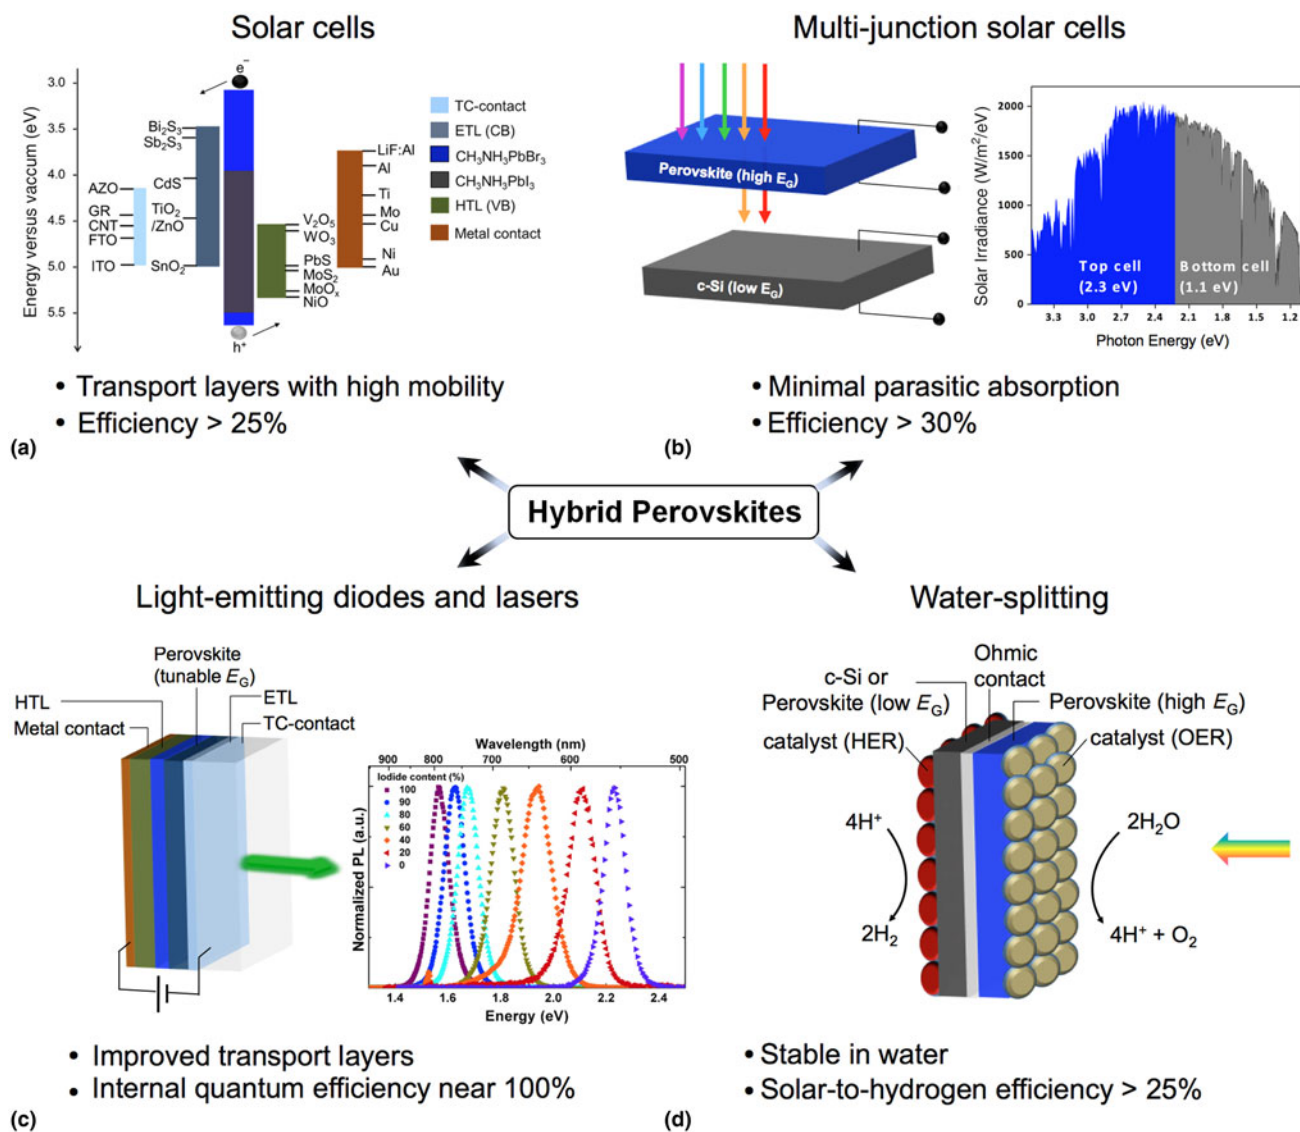 Solar cells
Energy versus vaccum (eV)
3.0
3.5
4.0
4.5
5.0
5.5
e⁻
h⁺
AZO
GR
CNT
FTO
ITO
Bi₂S₃
Sb₂S₃
CdS
TiO₂
/ZnO
SnO₂
V₂O₅
WO₃
PbS
MoS₂
MoOₓ
NiO
LiF:Al
Al
Ti
Mo
Cu
Ni
Au
TC-contact
ETL (CB)
CH₃NH₃PbBr₃
CH₃NH₃PbI₃
HTL (VB)
Metal contact
• Transport layers with high mobility
• Efficiency > 25%
(a)
Multi-junction solar cells
Perovskite (high E_G)
c-Si (low E_G)
Solar Irradiance (W/m²/eV)
2000
1500
1000
500
0
Top cell
(2.3 eV)
Bottom cell
(1.1 eV)
3.3 3.0 2.7 2.4 2.1 1.8 1.5 1.2
Photon Energy (eV)
• Minimal parasitic absorption
• Efficiency > 30%
(b)
Hybrid Perovskites
Light-emitting diodes and lasers
Perovskite
(tunable E_G)
HTL
ETL
Metal contact
TC-contact
Wavelength (nm)
900 800 700 600 500
Iodide content (%)
100
90
80
60
40
20
0
Normalized PL (a.u.)
1.4 1.6 1.8 2.0 2.2 2.4
Energy (eV)
• Improved transport layers
• Internal quantum efficiency near 100%
(c)
Water-splitting
c-Si or
Perovskite (low E_G)
Ohmic
contact
Perovskite (high E_G)
catalyst (HER)
catalyst (OER)
4H⁺
2H₂
2H₂O
4H⁺ + O₂
• Stable in water
• Solar-to-hydrogen efficiency > 25%
(d)